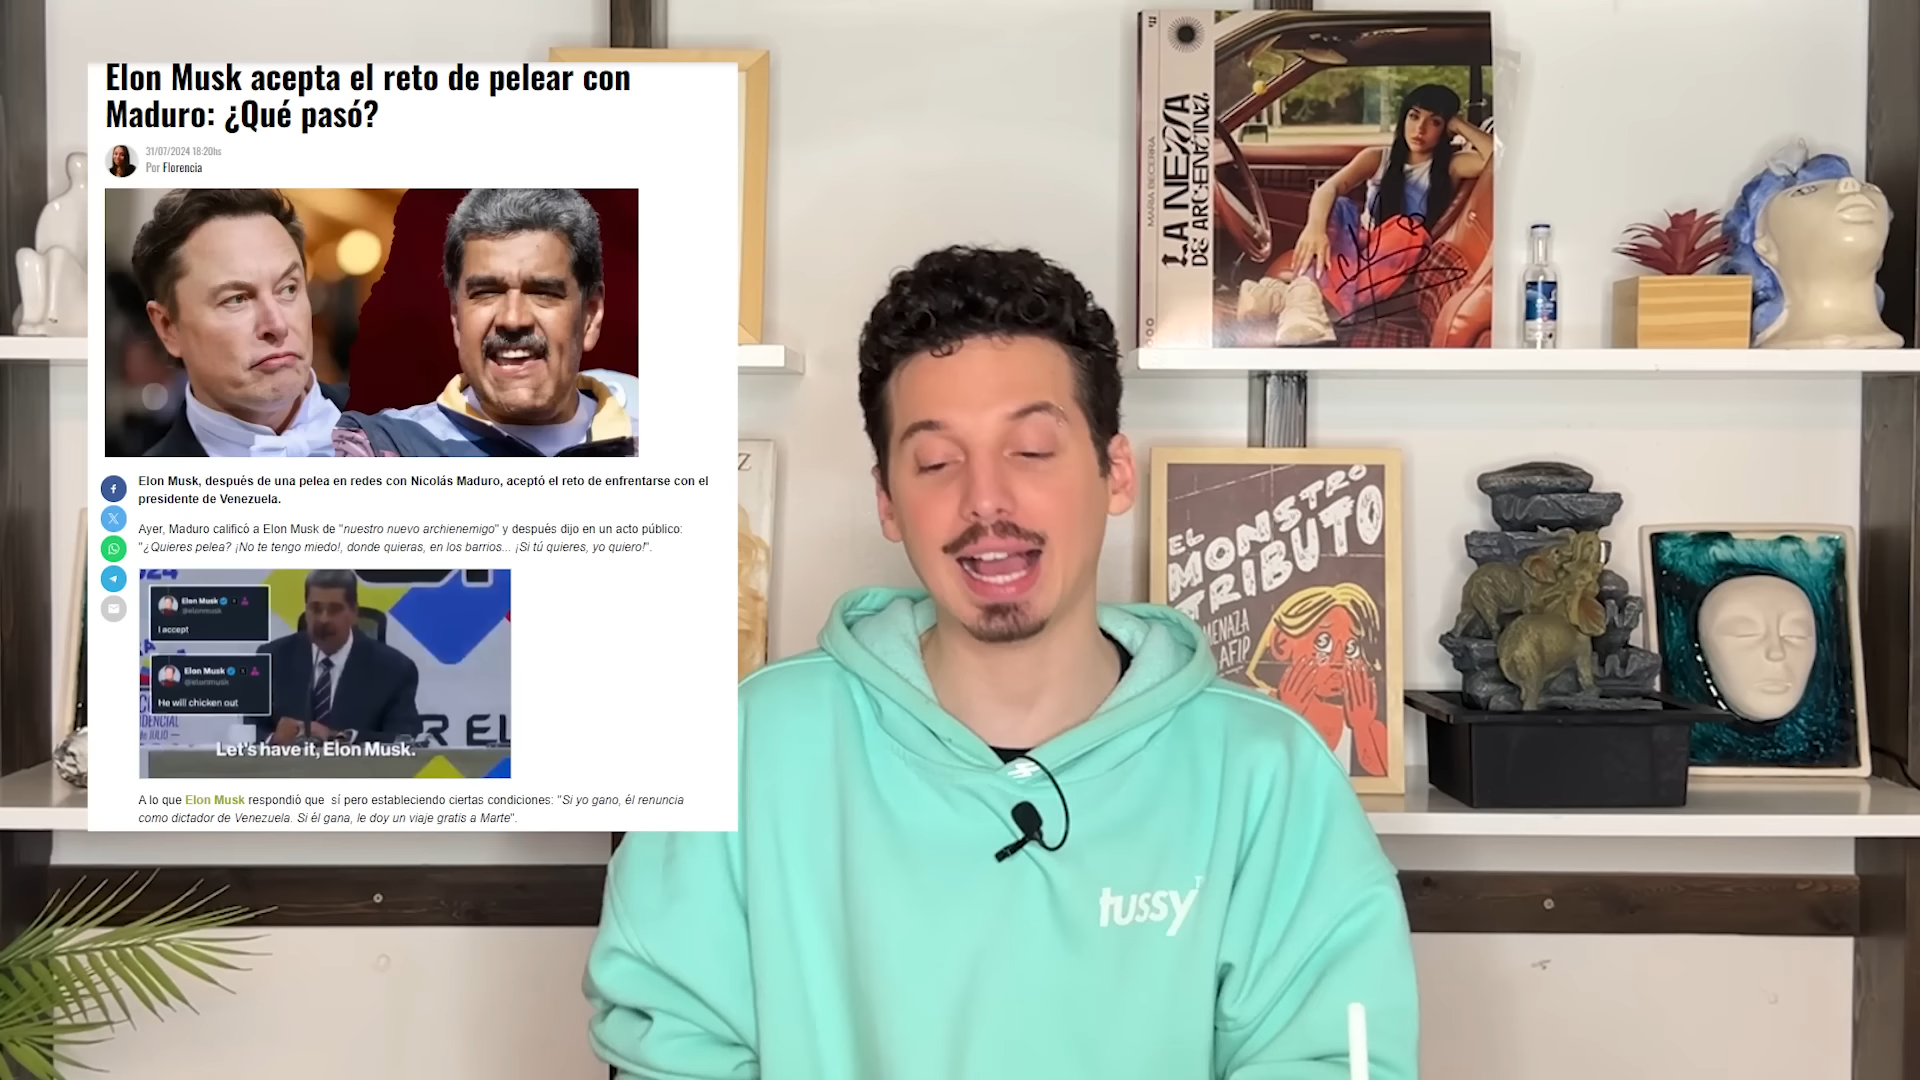 Elon Musk acepta el reto de pelear con
Maduro: ¿Qué pasó?
31/07/2024 18:20hs
Por Florencia
Elon Musk, después de una pelea en redes con Nicolás Maduro, aceptó el reto de enfrentarse con el
presidente de Venezuela.
Ayer, Maduro calificó a Elon Musk de "nuestro nuevo archienemigo" y después dijo en un acto público:
"¿Quieres pelea? ¡No te tengo miedo!, donde quieras, en los barrios... ¡Si tú quieres, yo quiero!".
Elon Musk
@elonmusk
I accept
Elon Musk
@elonmusk
He will chicken out
DENCIAL
R EL
Let's have it, Elon Musk.
A lo que Elon Musk respondió que sí pero estableciendo ciertas condiciones: "Si yo gano, él renuncia
como dictador de Venezuela. Si él gana, le doy un viaje gratis a Marte".
MARIA BECERRA
LA NENA
DE ARGENTINA
Z
EL
MONSTRO
TRIBUTO
MENAZA
AFIP
tussy